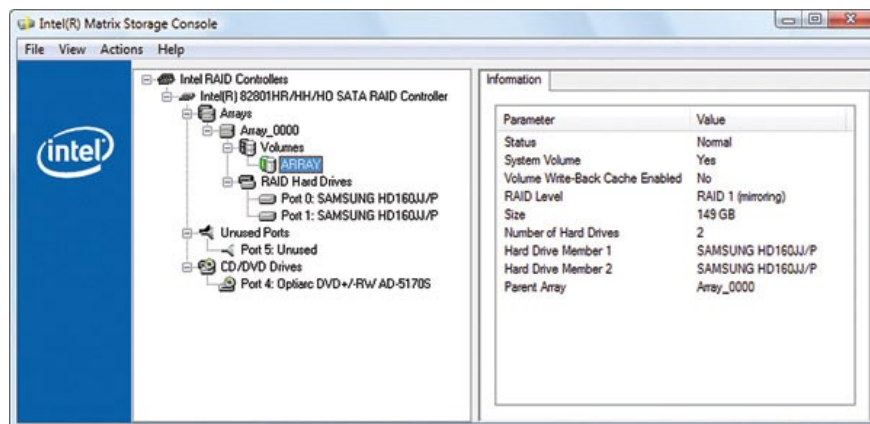 Intel(R) Matrix Storage Console
File View Actions Help
intel
Intel RAID Controllers
Intel(R) 82801HR/HH/HO SATA RAID Controller
Arrays
Array_0000
Volumes
ARRAY
RAID Hard Drives
Port 0: SAMSUNG HD160JJ/P
Port 1: SAMSUNG HD160JJ/P
Unused Ports
Port 5: Unused
CD/DVD Drives
Port 4: Optiarc DVD+/-RW AD-5170S
Information
Parameter Value
Status Normal
System Volume Yes
Volume Write-Back Cache Enabled No
RAID Level RAID 1 (mirroring)
Size 149 GB
Number of Hard Drives 2
Hard Drive Member 1 SAMSUNG HD160JJ/P
Hard Drive Member 2 SAMSUNG HD160JJ/P
Parent Array Array_0000